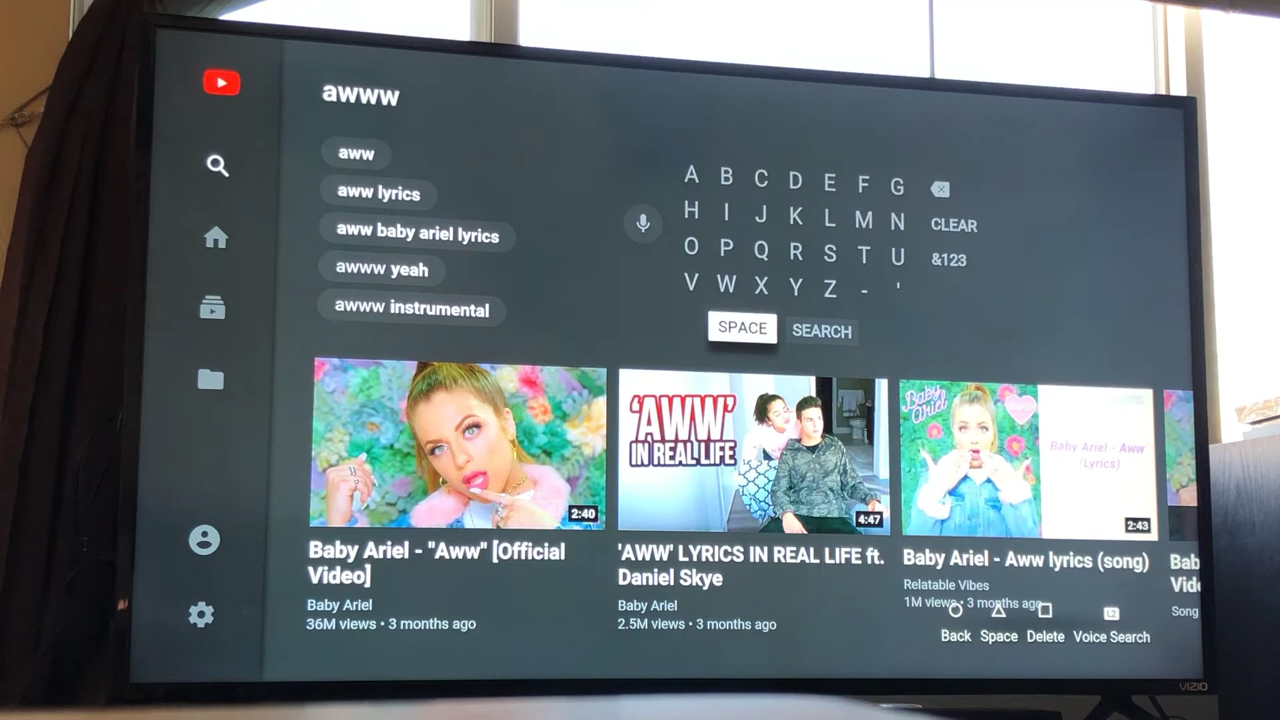 awww
aww
aww lyrics
aww baby ariel lyrics
awww yeah
awww instrumental
A B C D E F G
H I J K L M N CLEAR
O P Q R S T U &123
V W X Y Z - '
SPACE SEARCH
'AWW'
IN REAL LIFE
Baby
Ariel
Baby Ariel - Aww
(Lyrics)
2:40
4:47
2:43
Baby Ariel - "Aww" [Official
Video]
Baby Ariel
36M views • 3 months ago
'AWW' LYRICS IN REAL LIFE ft.
Daniel Skye
Baby Ariel
2.5M views • 3 months ago
Baby Ariel - Aww lyrics (song)
Relatable Vibes
1M views • 3 months ago
Bab
Vide
Song
L2
Back Space Delete Voice Search
VIZIO